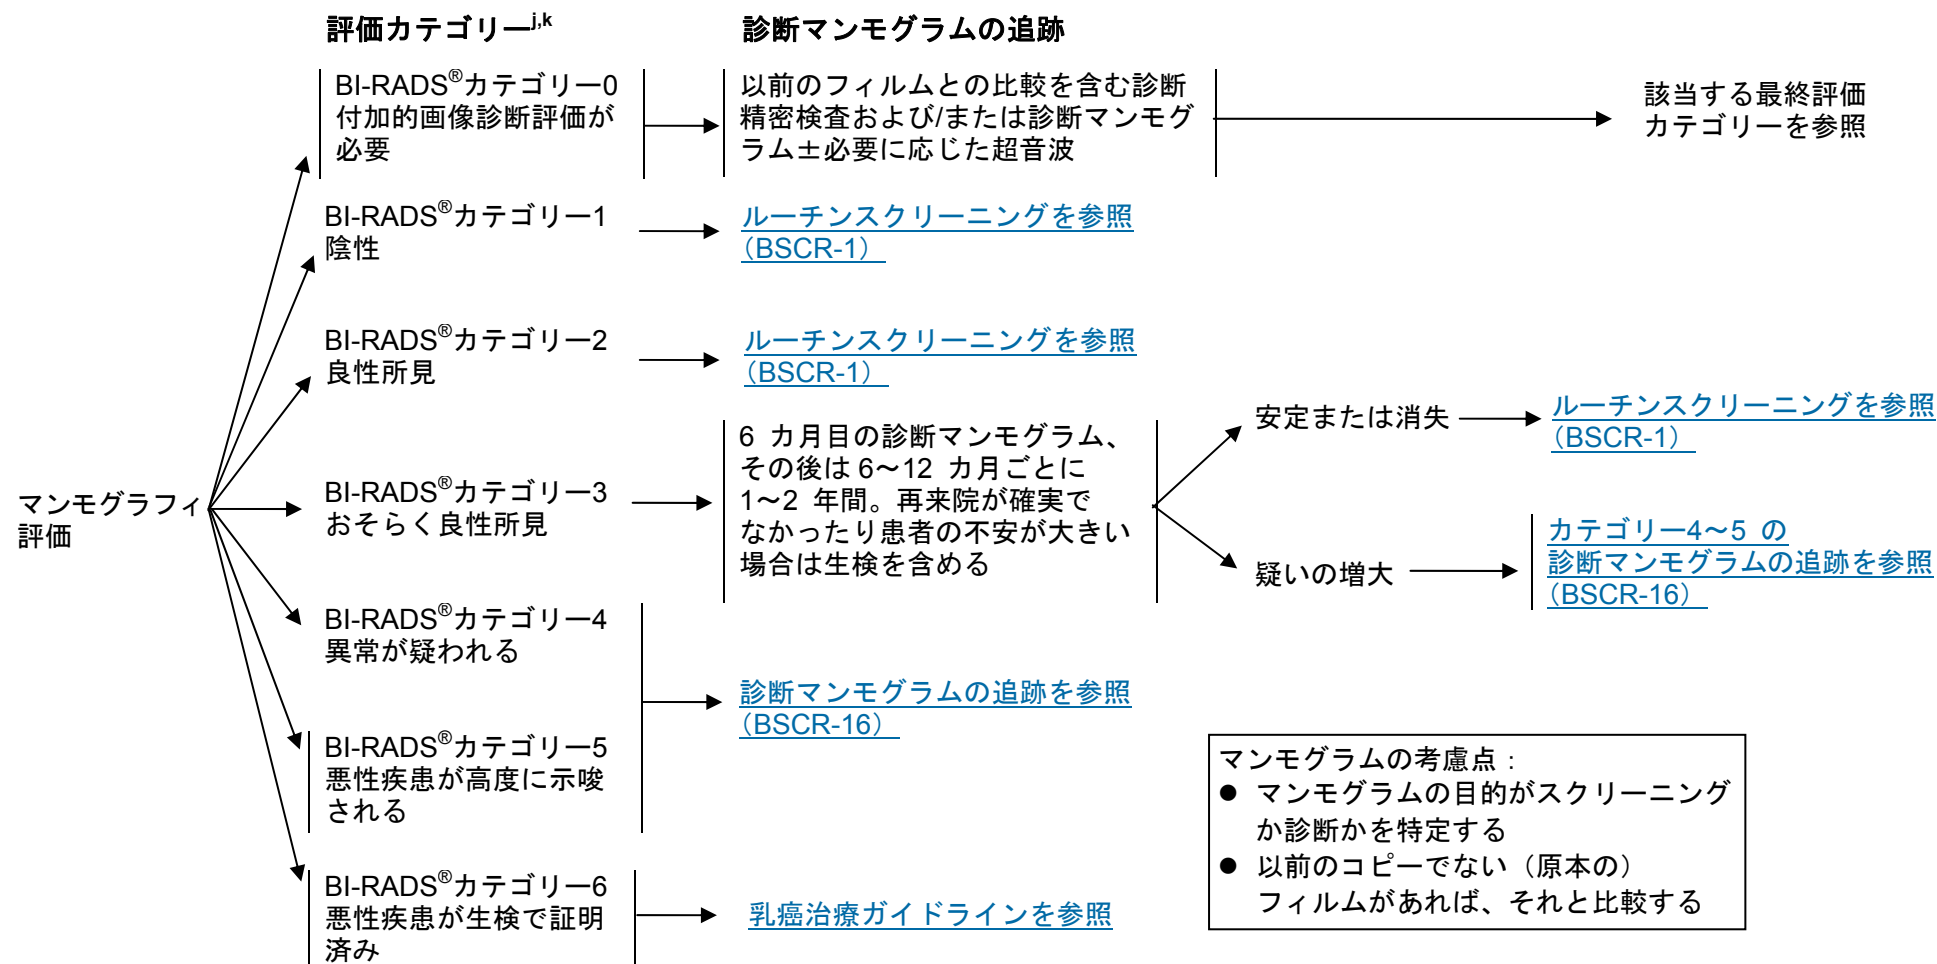 評価カテゴリーj,k
診断マンモグラムの追跡
BI-RADS®カテゴリー0
付加的画像診断評価が
必要
以前のフィルムとの比較を含む診断
精密検査および/または診断マンモグ
ラム±必要に応じた超音波
該当する最終評価
カテゴリーを参照
BI-RADS®カテゴリー1
陰性
ルーチンスクリーニングを参照
(BSCR-1)
BI-RADS®カテゴリー2
良性所見
ルーチンスクリーニングを参照
(BSCR-1)
マンモグラフィ
評価
BI-RADS®カテゴリー3
おそらく良性所見
6 カ月目の診断マンモグラム、
その後は 6～12 カ月ごとに
1～2 年間。再来院が確実で
なかったり患者の不安が大きい
場合は生検を含める
安定または消失
ルーチンスクリーニングを参照
(BSCR-1)
疑いの増大
カテゴリー4～5 の
診断マンモグラムの追跡を参照
(BSCR-16)
BI-RADS®カテゴリー4
異常が疑われる
診断マンモグラムの追跡を参照
(BSCR-16)
BI-RADS®カテゴリー5
悪性疾患が高度に示唆
される
BI-RADS®カテゴリー6
悪性疾患が生検で証明
済み
乳癌治療ガイドラインを参照
マンモグラムの考慮点：
● マンモグラムの目的がスクリーニング
か診断かを特定する
● 以前のコピーでない（原本の）
フィルムがあれば、それと比較する